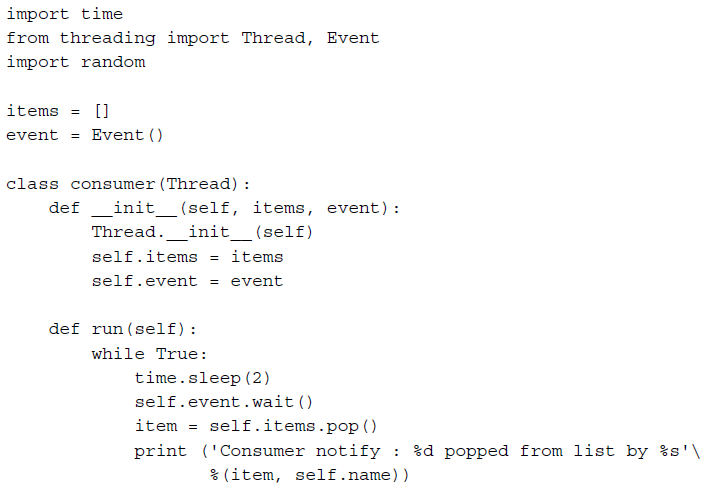 import time
from threading import Thread, Event
import random

items = []
event = Event()

class consumer(Thread):
    def __init__(self, items, event):
        Thread.__init__(self)
        self.items = items
        self.event = event

    def run(self):
        while True:
            time.sleep(2)
            self.event.wait()
            item = self.items.pop()
            print ('Consumer notify : %d popped from list by %s'\
                   %(item, self.name))